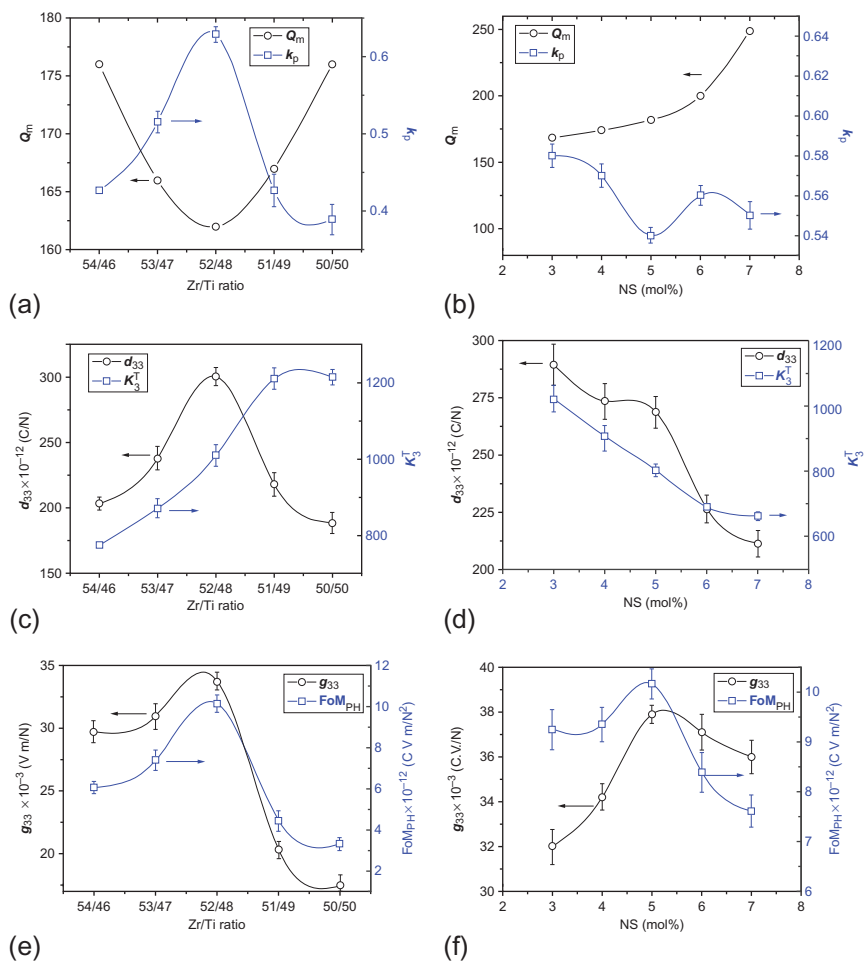 180
175
170
165
160
Qm
Qm
kp
0.6
0.5
0.4
kp
54/46 53/47 52/48 51/49 50/50
Zr/Ti ratio
(a)
250
200
150
100
Qm
Qm
kp
0.64
0.62
0.60
0.58
0.56
0.54
kp
2 3 4 5 6 7 8
NS (mol%)
(b)
300
250
200
150
d33×10−12 (C/N)
d33
K3T
1200
1000
800
K3T
54/46 53/47 52/48 51/49 50/50
Zr/Ti ratio
(c)
300
275
250
225
200
d33×10−12 (C/N)
d33
K3T
1200
1000
800
600
K3T
2 3 4 5 6 7 8
NS (mol%)
(d)
35
30
25
20
g33 ×10−3 (V m/N)
g33
FoMPH
12
10
8
6
4
2
FoMPH×10−12 (C V m/N2)
54/46 53/47 52/48 51/49 50/50
Zr/Ti ratio
(e)
40
38
36
34
32
30
g33 ×10−3 (C.V./N)
g33
FoMPH
10
9
8
7
6
FoMPH×10−12 (C V m/N2)
2 3 4 5 6 7 8
NS (mol%)
(f)